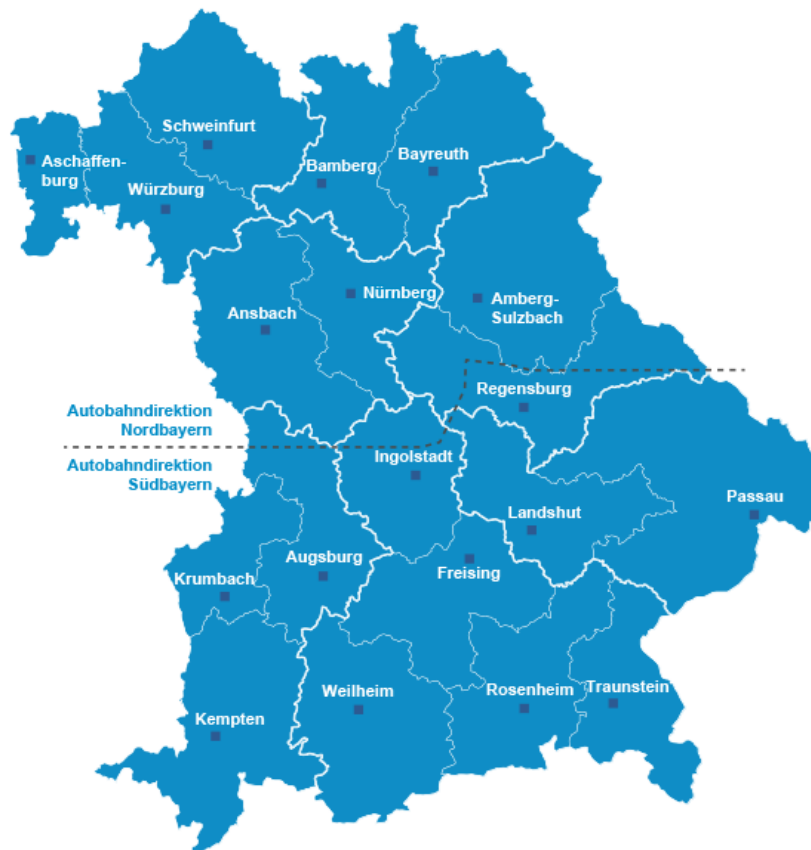 Schweinfurt
Aschaffen-
burg
Würzburg
Bamberg
Bayreuth
Nürnberg
Ansbach
Amberg-
Sulzbach
Regensburg
Autobahndirektion
Nordbayern
Autobahndirektion
Südbayern
Ingolstadt
Passau
Landshut
Augsburg
Freising
Krumbach
Weilheim
Rosenheim
Traunstein
Kempten